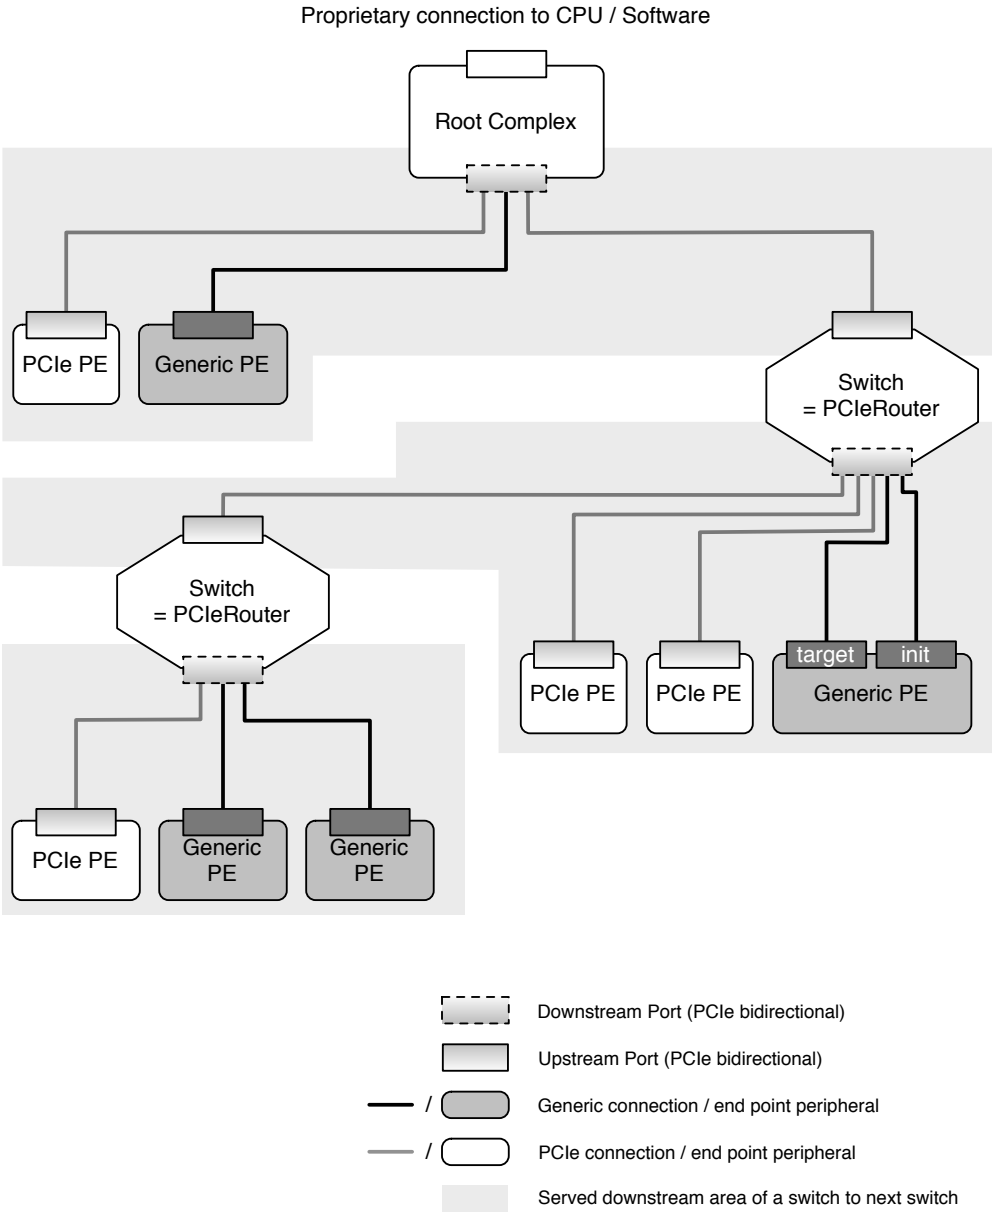 Proprietary connection to CPU / Software
Root Complex
PCIe PE
Generic PE
Switch
= PCIeRouter
Switch
= PCIeRouter
target
init
PCIe PE
PCIe PE
Generic PE
PCIe PE
Generic
PE
Generic
PE
Downstream Port (PCIe bidirectional)
Upstream Port (PCIe bidirectional)
/
Generic connection / end point peripheral
/
PCIe connection / end point peripheral
Served downstream area of a switch to next switch